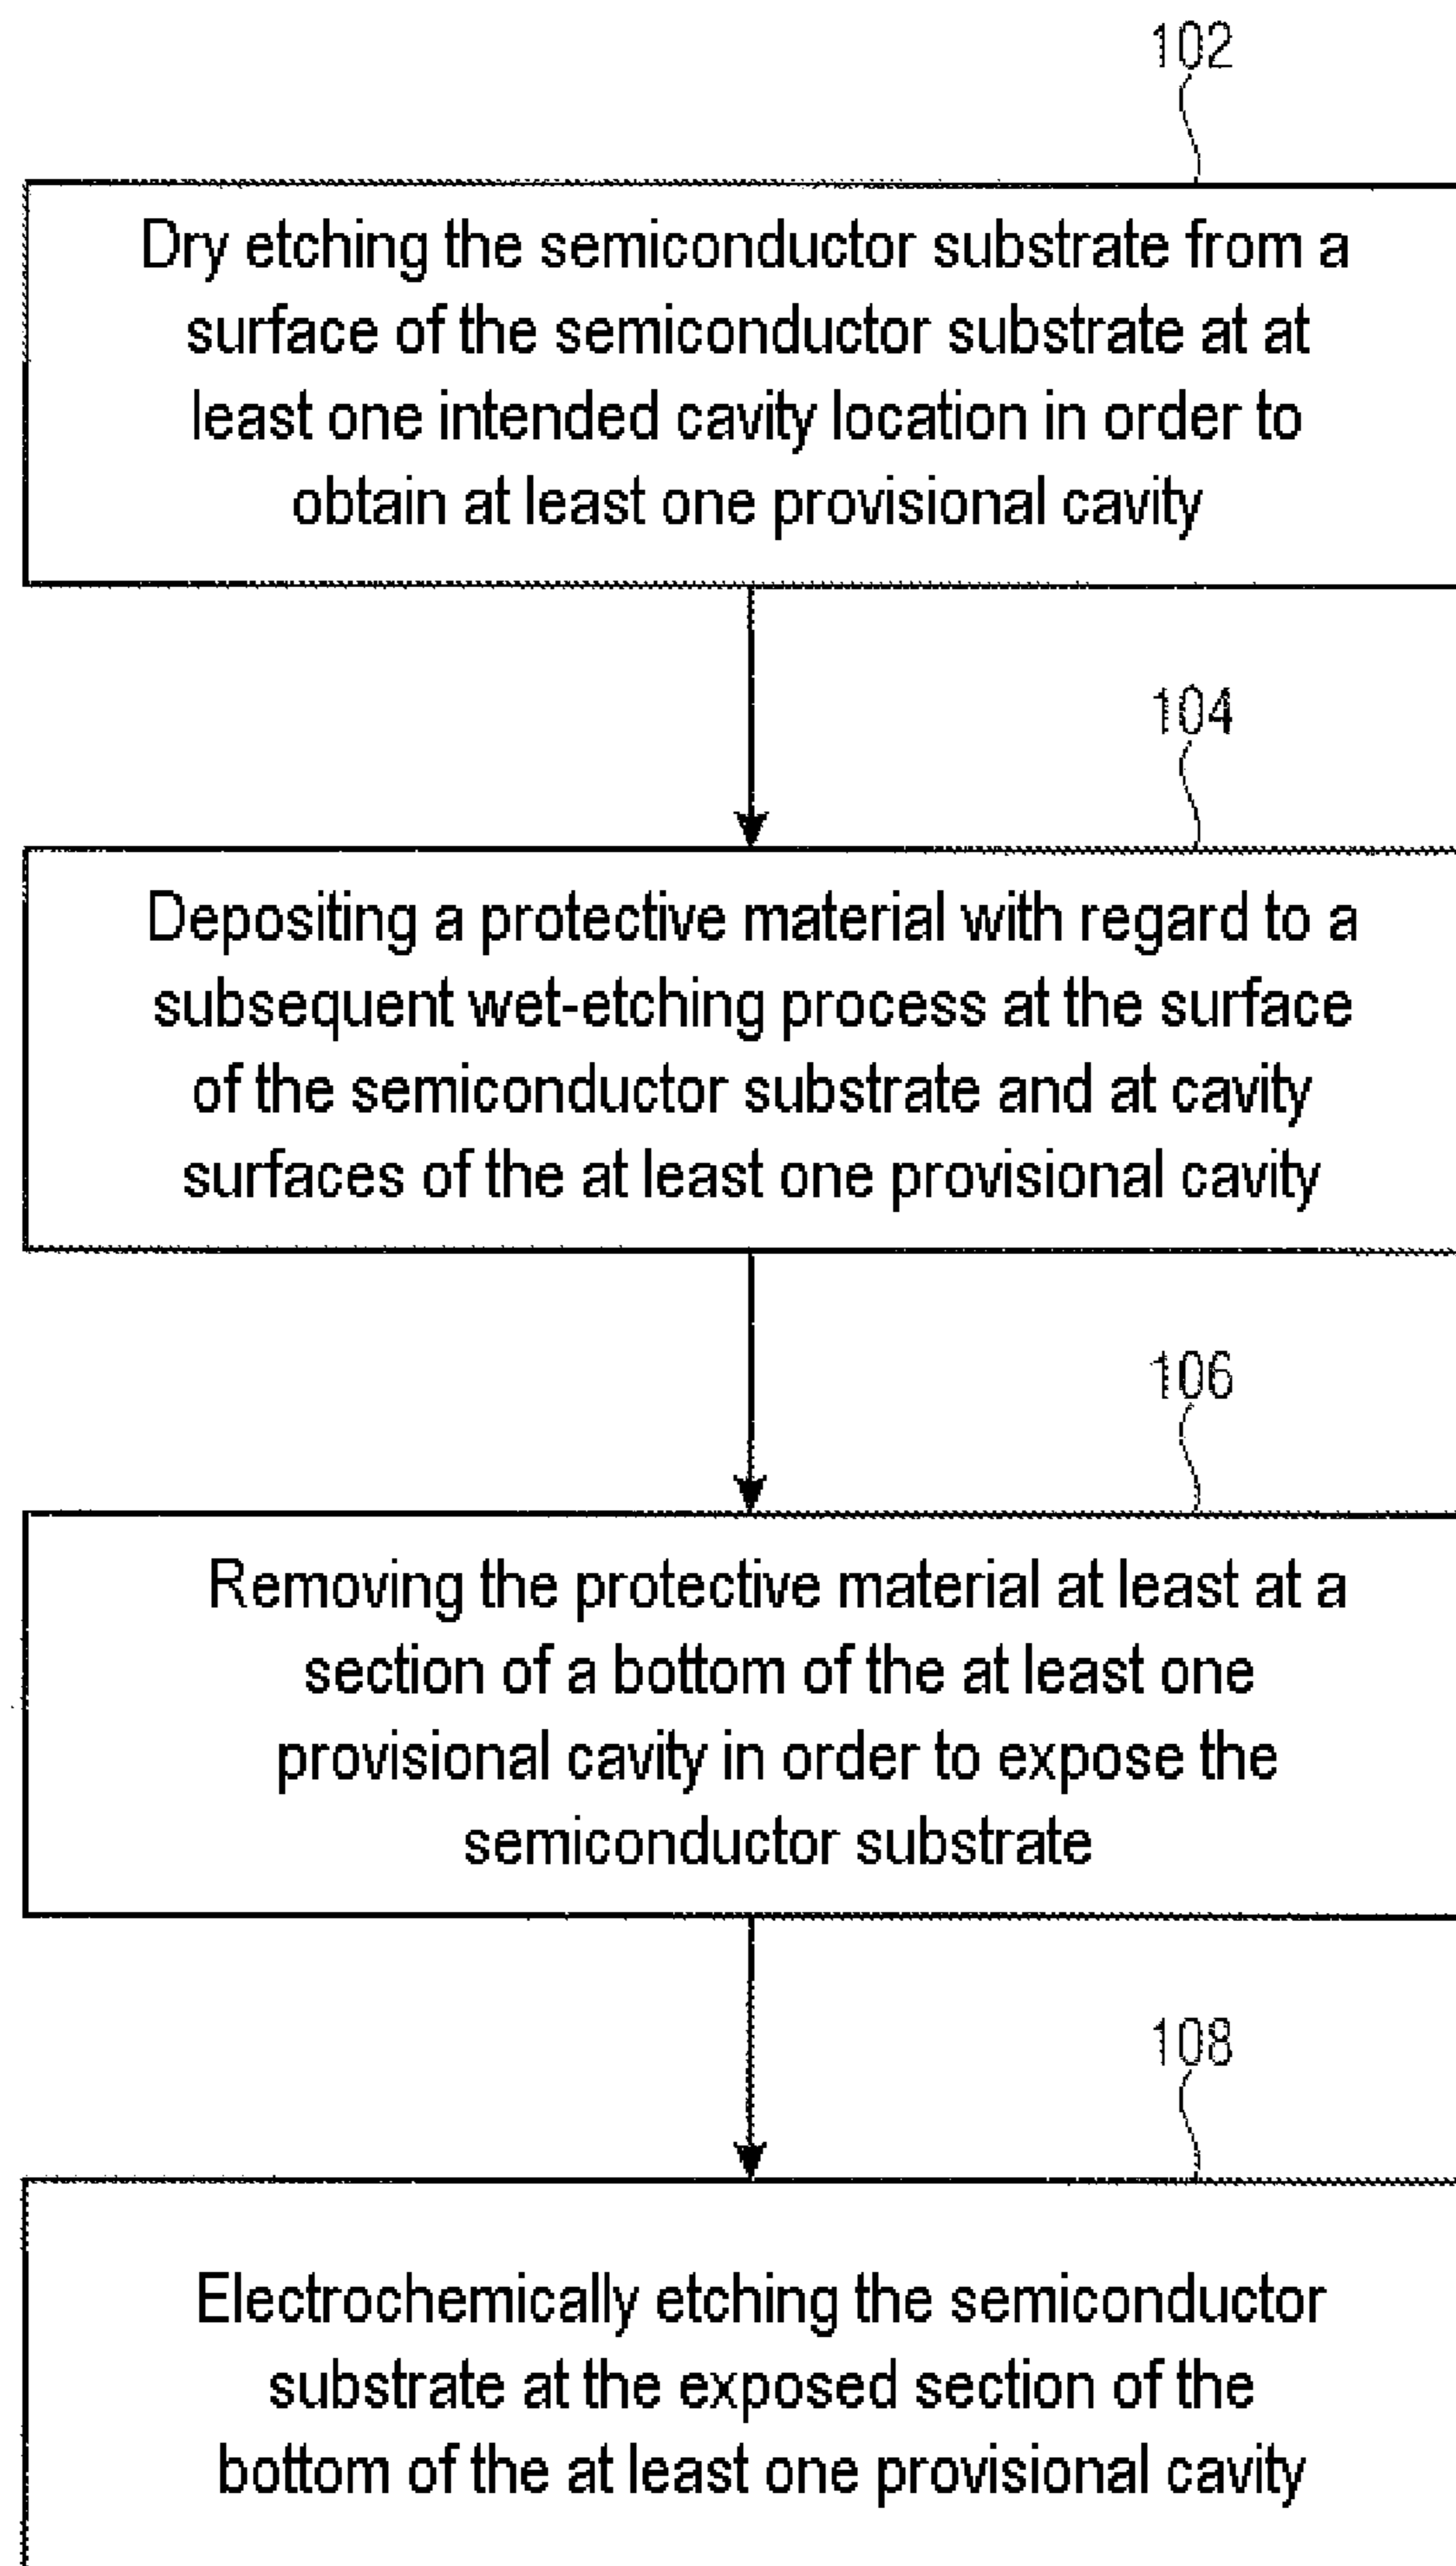 102
Dry etching the semiconductor substrate from a
surface of the semiconductor substrate at at
least one intended cavity location in order to
obtain at least one provisional cavity
104
Depositing a protective material with regard to a
subsequent wet-etching process at the surface
of the semiconductor substrate and at cavity
surfaces of the at least one provisional cavity
106
Removing the protective material at least at a
section of a bottom of the at least one
provisional cavity in order to expose the
semiconductor substrate
108
Electrochemically etching the semiconductor
substrate at the exposed section of the
bottom of the at least one provisional cavity